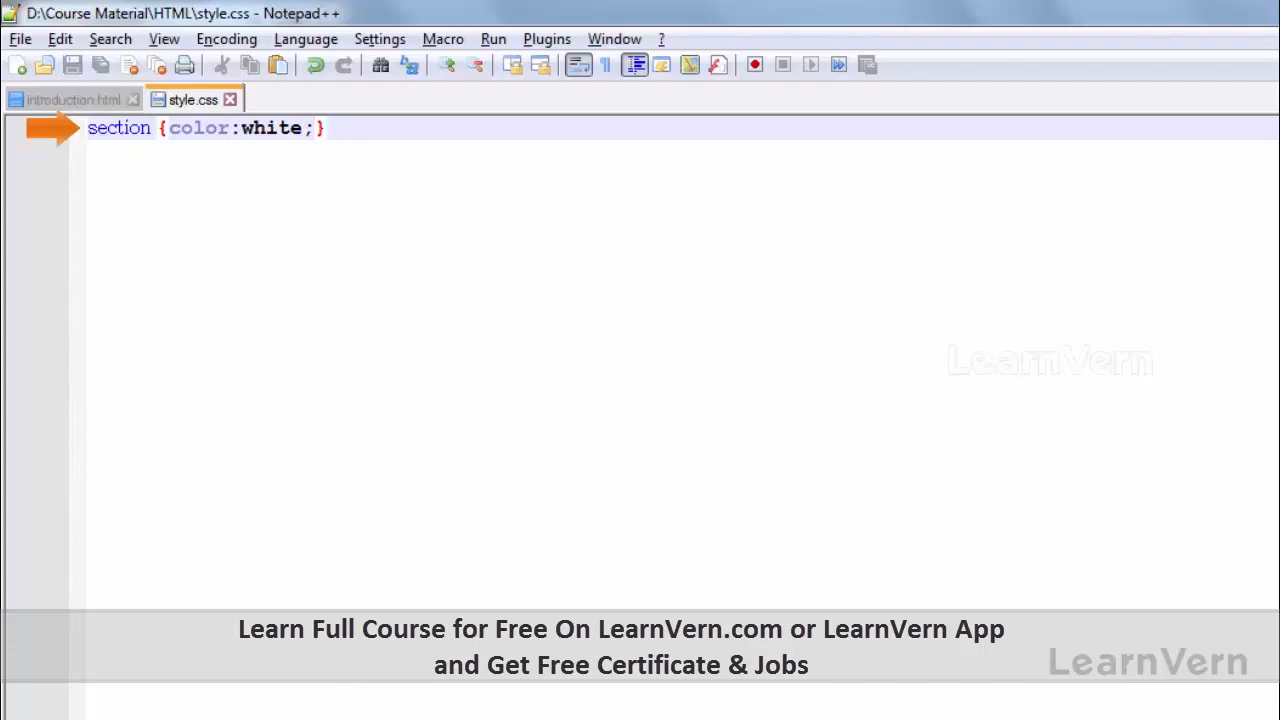 D:\Course Material\HTML\style.css - Notepad++
File Edit Search View Encoding Language Settings Macro Run Plugins Window ?
introduction.html style.css
section {color:white;}
LearnVern
Learn Full Course for Free On LearnVern.com or LearnVern App
and Get Free Certificate & Jobs
LearnVern